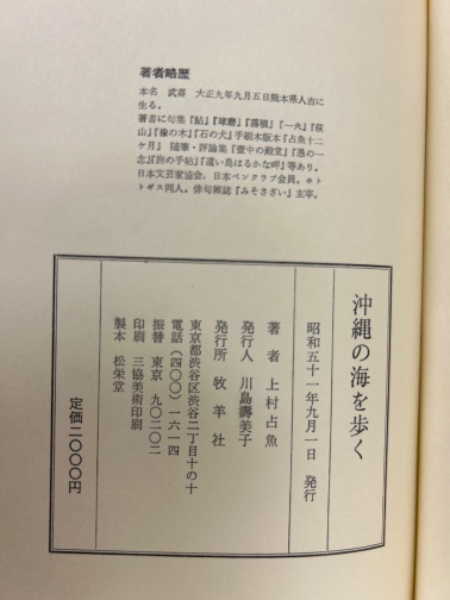 著者略歴
本名 武喜 大正九年九月五日熊本県人吉に
生る。
著書に句集『鮎』『球磨』『霧積』『一火』『萩
山』『橡の木』『石の犬』手刷木版本『占魚十二
ケ月』 随筆・評論集『壺中の殿堂』『愚の一
念』『旅の手帖』『遠い島はるかな岬』等あり。
日本文芸家協会、日本ペンクラブ会員。ホト
トギス同人。俳句雑誌『みそさざい』主宰。
沖縄の海を歩く
昭和五十一年九月一日 発行
著者 上村占魚
発行人 川島壽美子
発行所 牧羊社
東京都渋谷区渋谷二丁目十の十
電話(四〇〇)一六一四
振替 東京 九〇二〇二
印刷 三協美術印刷
製本 松栄堂
定価二〇〇〇円